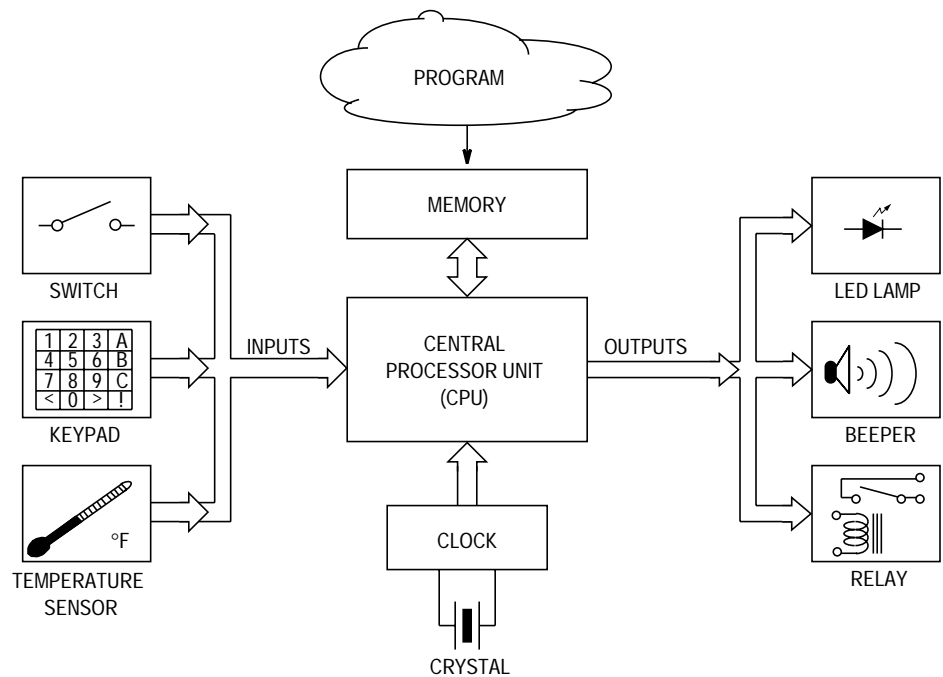 PROGRAM
MEMORY
SWITCH
1 2 3 A
4 5 6 B
7 8 9 C
< 0 > !
KEYPAD
°F
TEMPERATURE
SENSOR
INPUTS
CENTRAL
PROCESSOR UNIT
(CPU)
OUTPUTS
CLOCK
CRYSTAL
LED LAMP
BEEPER
RELAY